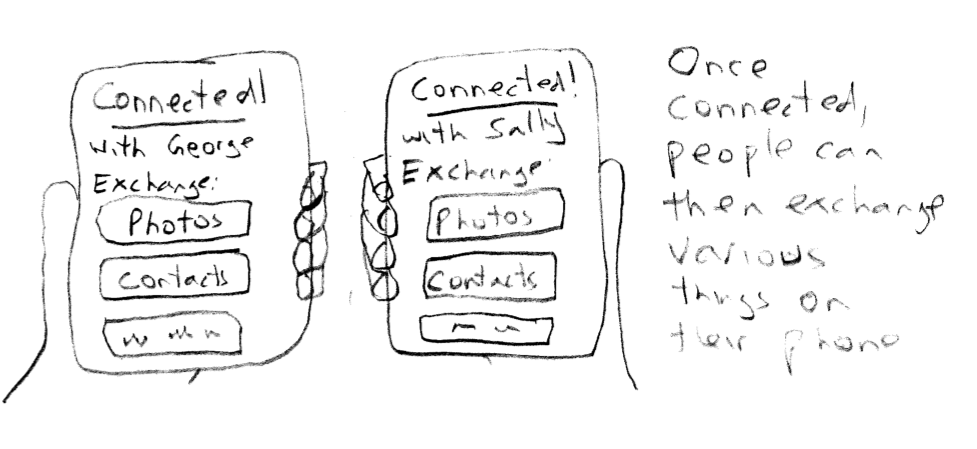 Connected!
with George
Exchange:
Photos
Contacts
Connected!
with Sally
Exchange:
Photos
Contacts
Once
connected,
people can
then exchange
various
things on
their phone